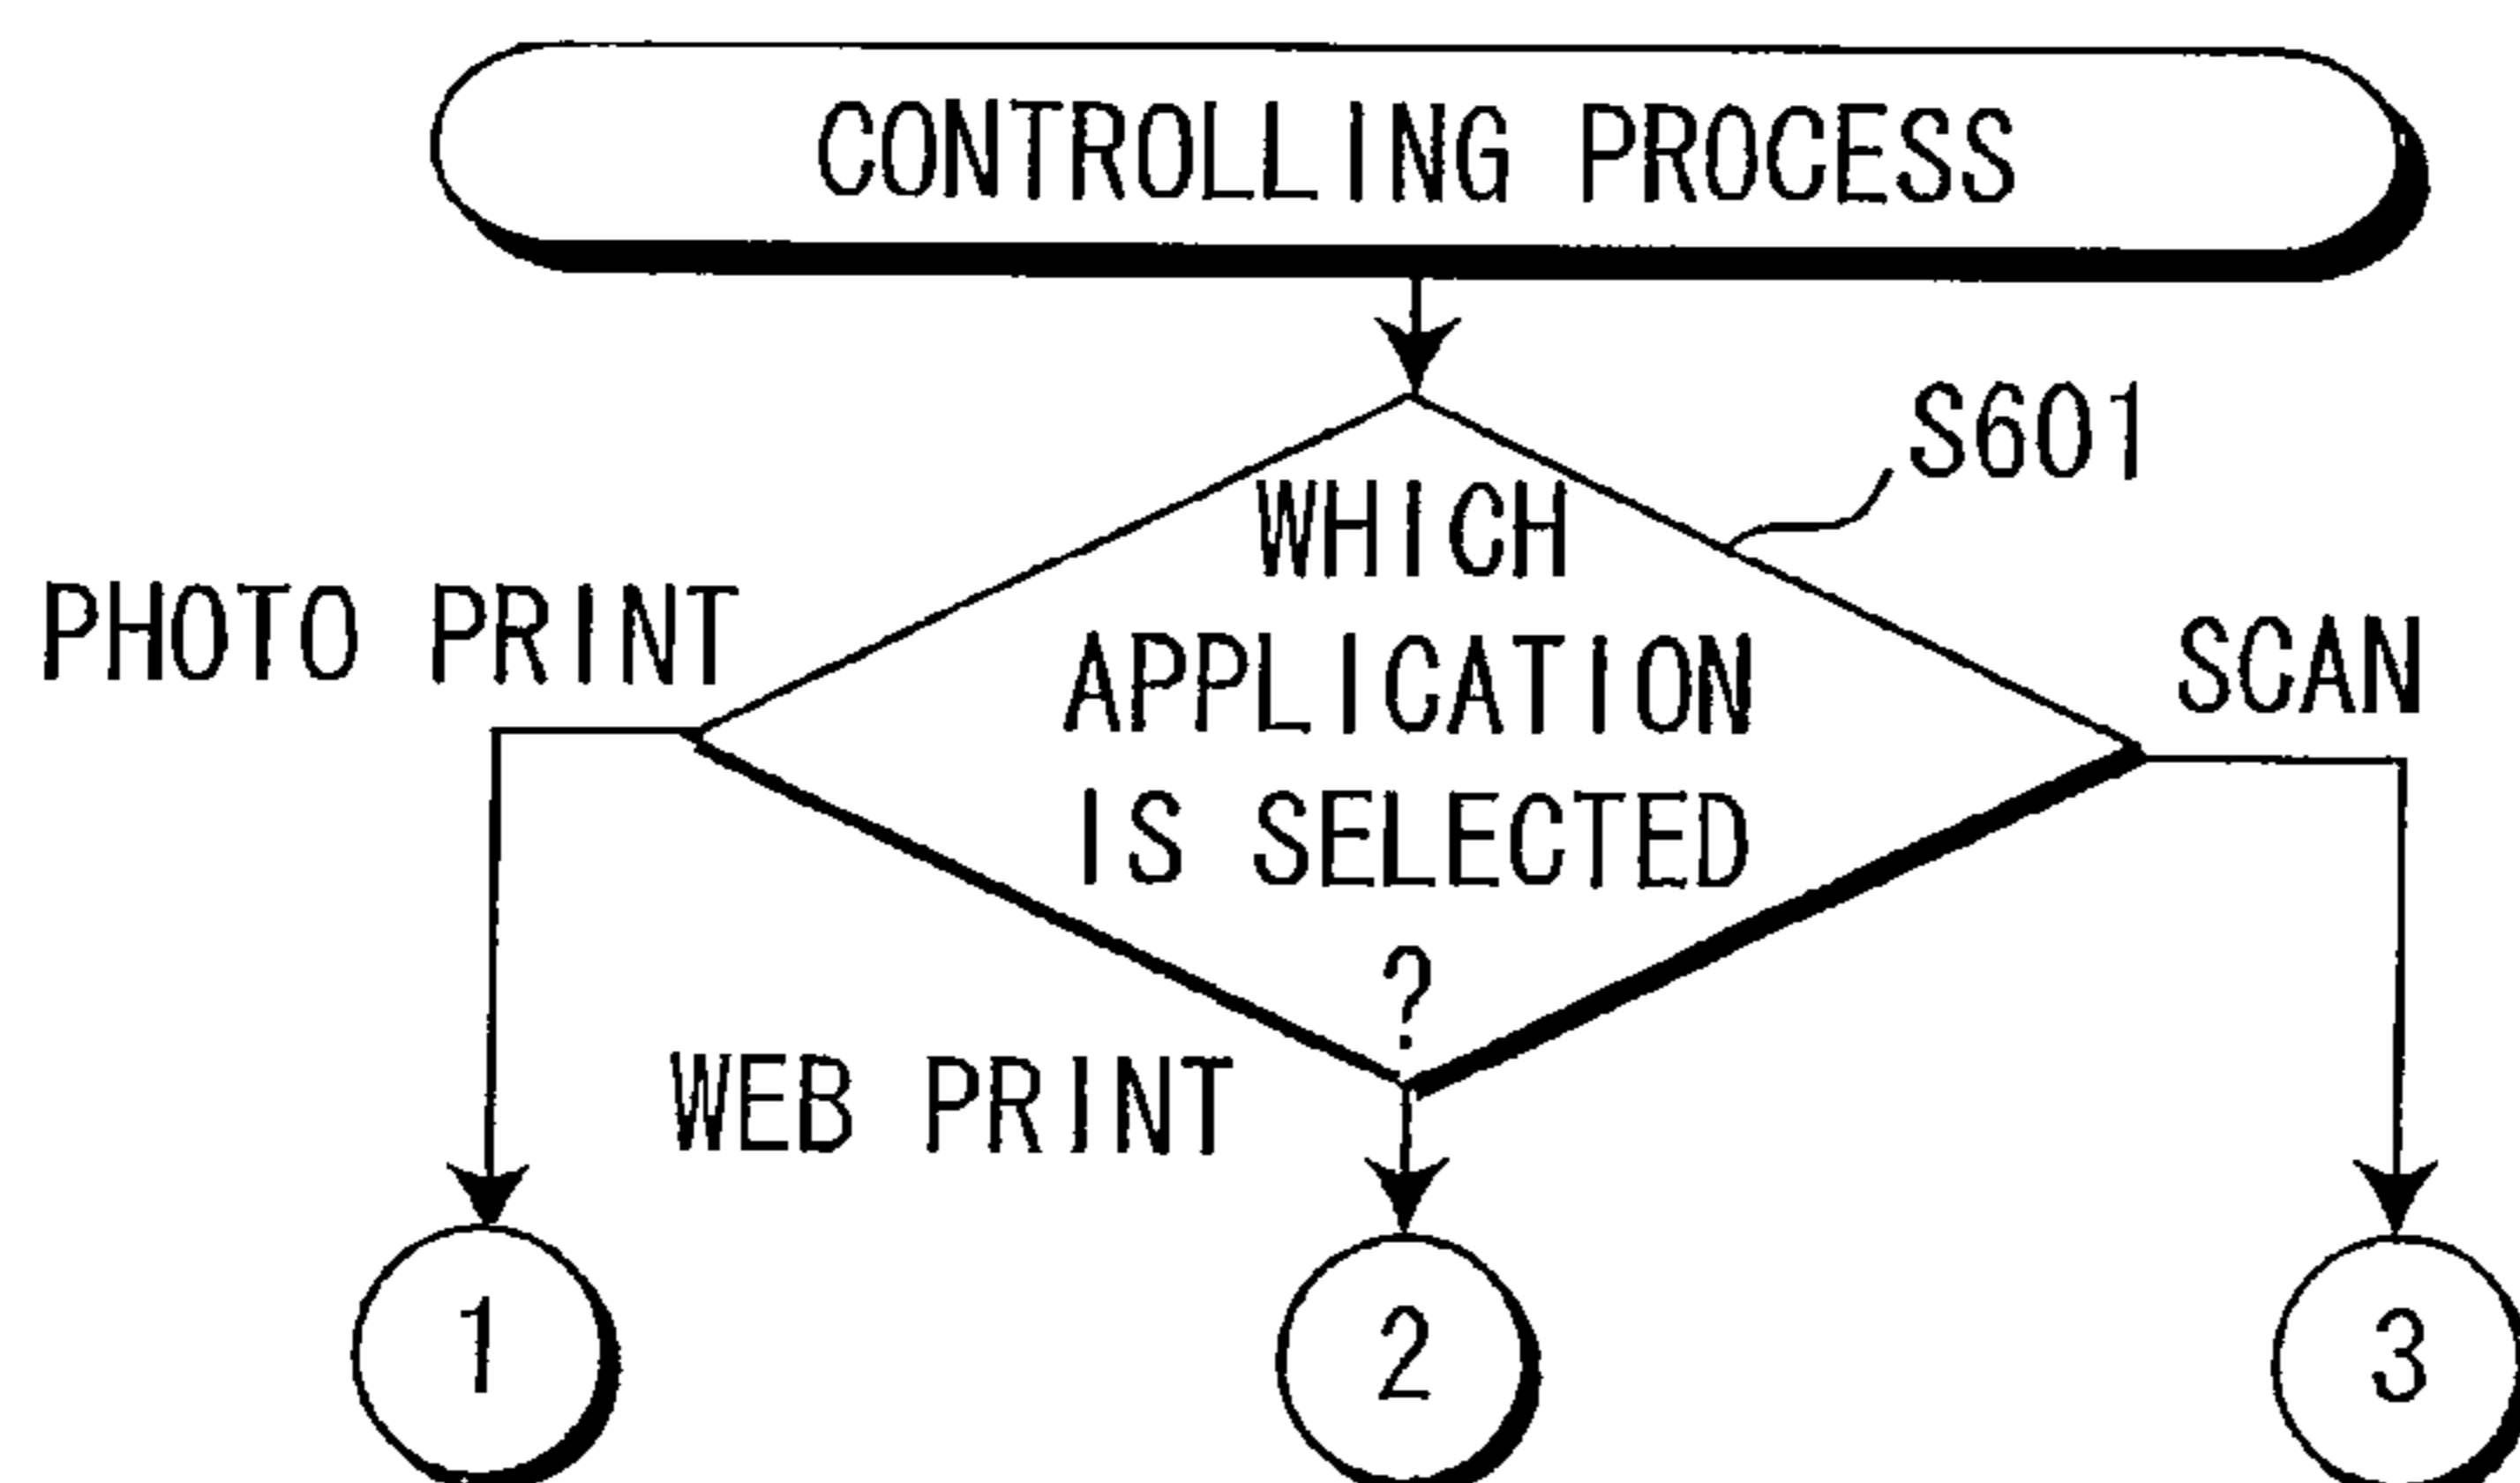 CONTROLLING PROCESS
S601
WHICH
APPLICATION
IS SELECTED
?
PHOTO PRINT
SCAN
WEB PRINT
1
2
3